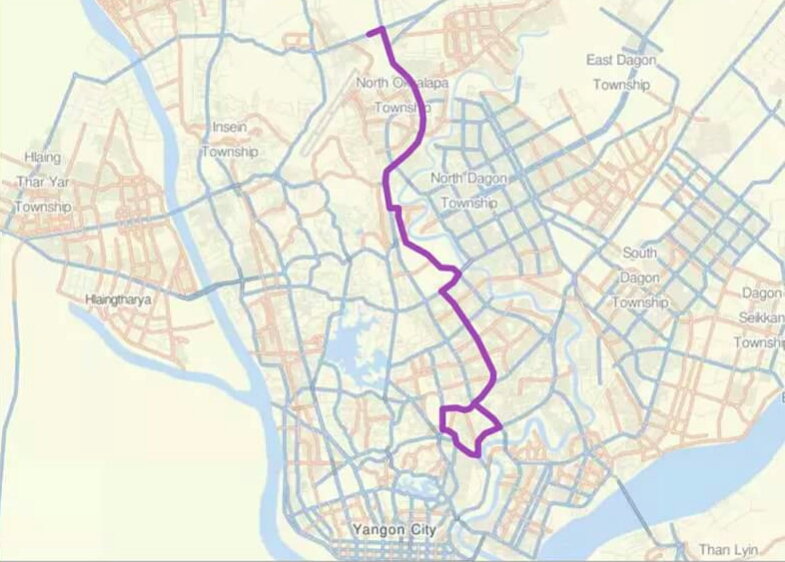 East Dagon
Township
North Okkalapa
Township
Insein
Township
Hlaing
Thar Yar
Township
North Dagon
Township
South
Dagon
Township
Hlaingtharya
Dagon
Seikkan
Township
Yangon City
Than Lyin